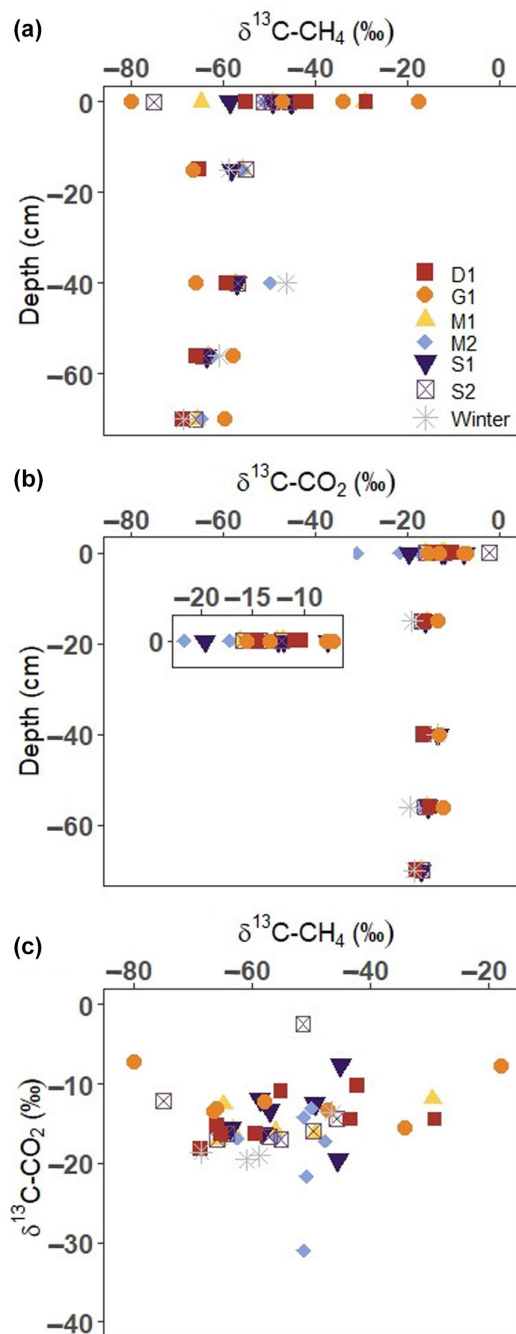 (a)
δ¹³C-CH₄ (‰)
−80 −60 −40 −20 0
0
−20
−40
−60
Depth (cm)
D1
G1
M1
M2
S1
S2
Winter
(b)
δ¹³C-CO₂ (‰)
−80 −60 −40 −20 0
0
−20
−40
−60
Depth (cm)
−20 −15 −10
0
(c)
δ¹³C-CH₄ (‰)
−80 −60 −40 −20
0
−10
−20
−30
−40
δ¹³C-CO₂ (‰)